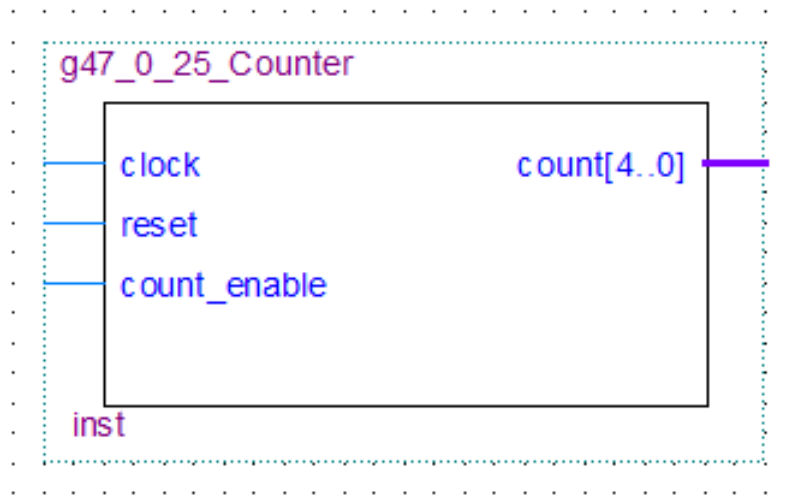 g47_0_25_Counter
clock count[4..0]
reset
count_enable
inst